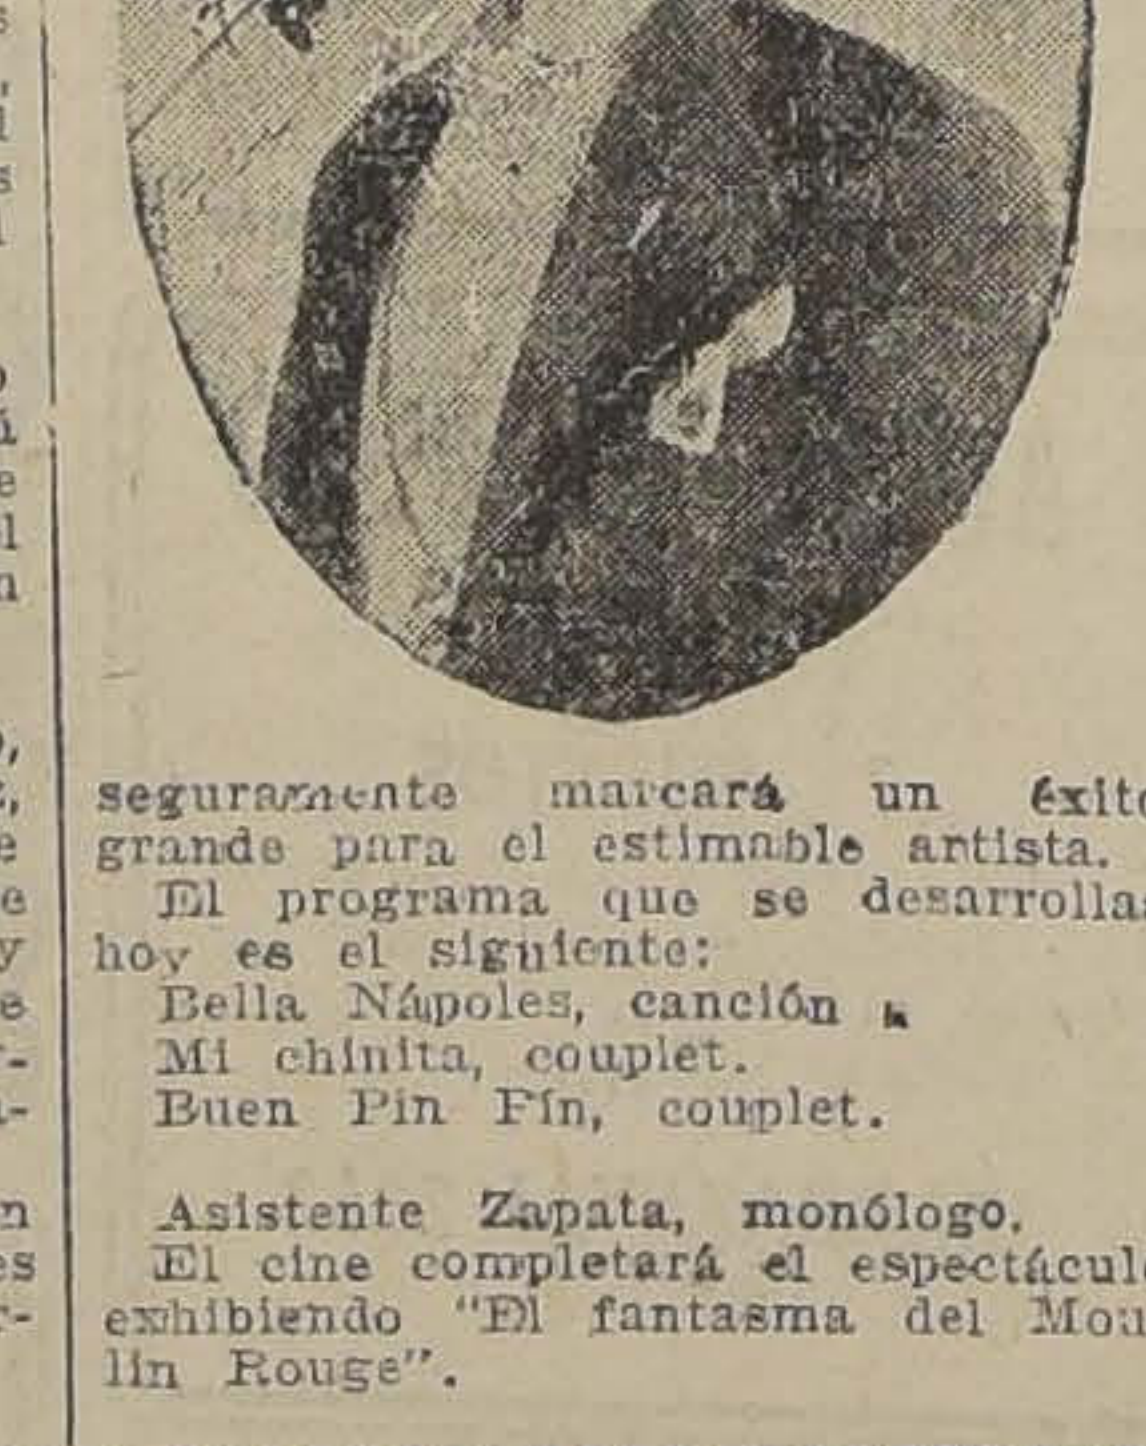 seguramente marcará un éxito
grande para el estimable artista.
El programa que se desarrollas
hoy es el siguiente:
Bella Nápoles, canción
Mi chinita, couplet.
Buen Pin Fín, couplet.
Asistente Zapata, monólogo.
El cine completará el espectáculo
exhibiendo "El fantasma del Mou-
lin Rouge".